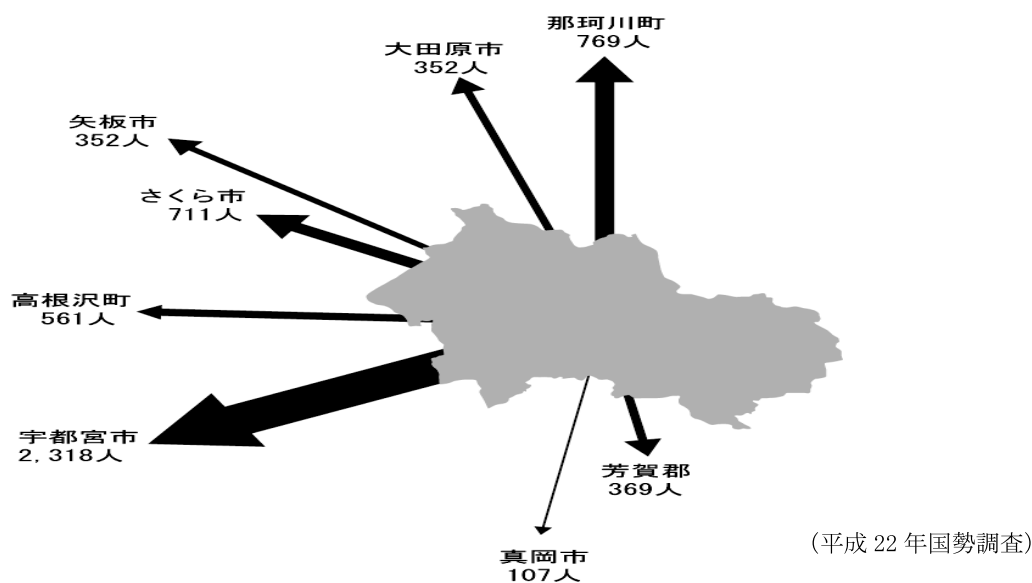 那珂川町
769人
大田原市
352人
矢板市
352人
さくら市
711人
高根沢町
561人
宇都宮市
2,318人
芳賀郡
369人
真岡市
107人
(平成 22 年国勢調査)